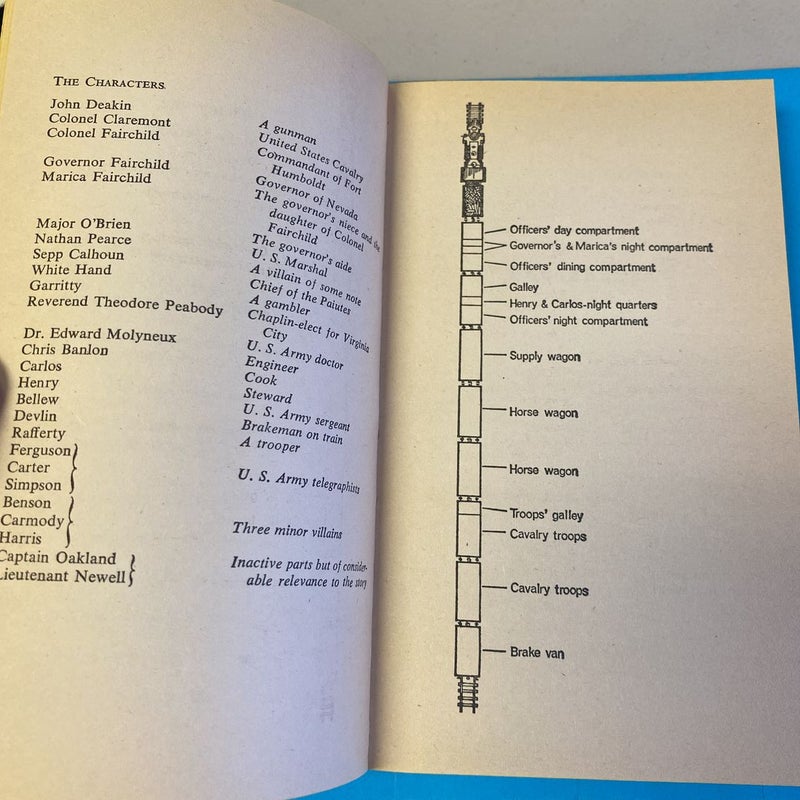 THE CHARACTERS.
John Deakin
Colonel Claremont
Colonel Fairchild
Governor Fairchild
Marica Fairchild
Major O'Brien
Nathan Pearce
Sepp Calhoun
White Hand
Garritty
Reverend Theodore Peabody
Dr. Edward Molyneux
Chris Banlon
Carlos
Henry
Bellew
Devlin
Rafferty
Ferguson
Carter
Simpson
Benson
Carmody
Harris
Captain Oakland
Lieutenant Newell
A gunman
United States Cavalry
Commandant of Fort
Humboldt
Governor of Nevada
The governor's niece and the
daughter of Colonel
Fairchild
The governor's aide
U. S. Marshal
A villain of some note
Chief of the Paiutes
A gambler
Chaplin-elect for Virginia
City
U. S. Army doctor
Engineer
Cook
Steward
U. S. Army sergeant
Brakeman on train
A trooper
U. S. Army telegraphists
Three minor villains
Inactive parts but of consider-
able relevance to the story
Officers' day compartment
Governor's & Marica's night compartment
Officers' dining compartment
Galley
Henry & Carlos-night quarters
Officers' night compartment
Supply wagon
Horse wagon
Horse wagon
Troops' galley
Cavalry troops
Cavalry troops
Brake van